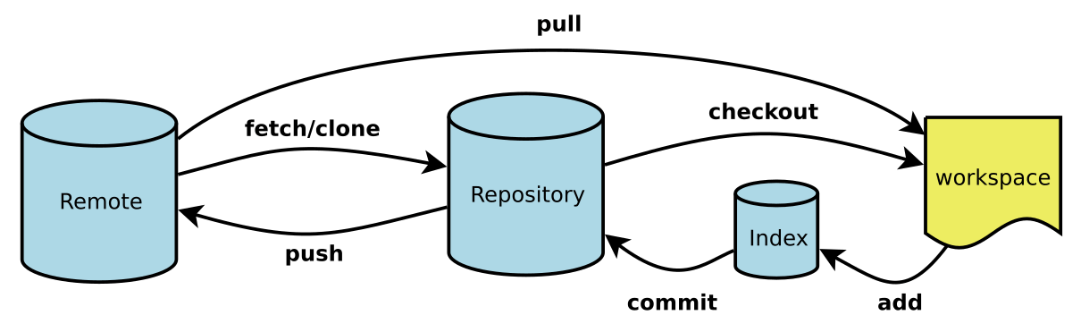 pull
fetch/clone
checkout
Remote
Repository
workspace
Index
push
commit
add